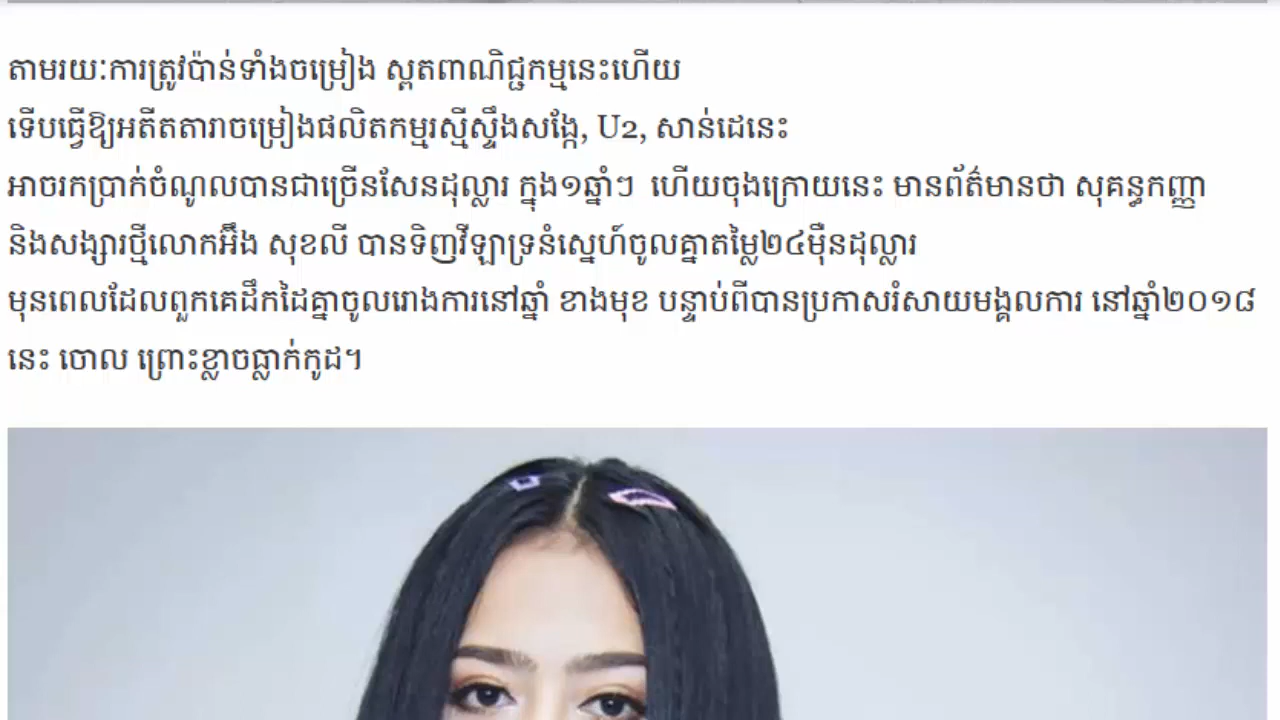 តាមរយៈការត្រូវប៉ាន់ទាំងចម្រៀង ស្ពតពាណិជ្ជកម្មនេះហើយ
ទើបធ្វើឱ្យអតីតតារាចម្រៀងផលិតកម្មរស្មីស្ទឹងសង្កែ, U2, សាន់ដេនេះ
អាចរកប្រាក់ចំណូលបានជាច្រើនសែនដុល្លារ ក្នុង១ឆ្នាំៗ ហើយចុងក្រោយនេះ មានព័ត៌មានថា សុគន្ធកញ្ញា
និងសង្សារថ្មីលោកអ៊ឹង សុខលី បានទិញវីឡាទ្រនំស្នេហ៍ចូលគ្នាតម្លៃ២៤ម៉ឺនដុល្លារ
មុនពេលដែលពួកគេដឹកដៃគ្នាចូលរោងការនៅឆ្នាំ ខាងមុខ បន្ទាប់ពីបានប្រកាសរំសាយមង្គលការ នៅឆ្នាំ២០១៨
នេះ ចោល ព្រោះខ្លាចធ្លាក់កូដ។